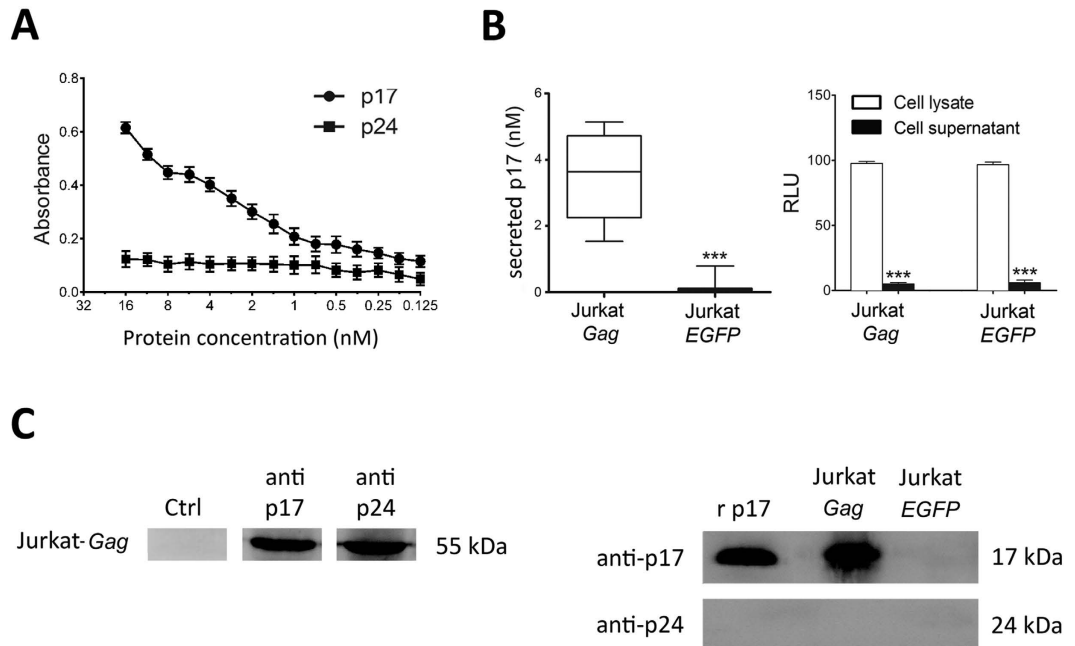 A
Absorbance
0.8
0.6
0.4
0.2
0.0
p17
p24
32 16 8 4 2 1 0.5 0.25 0.125
Protein concentration (nM)
B
secreted p17 (nM)
6
4
2
0
***
Jurkat Jurkat
Gag EGFP
RLU
150
100
50
0
Cell lysate
Cell supernatant
*** ***
Jurkat Jurkat
Gag EGFP
C
Ctrl anti p17 anti p24
Jurkat-Gag 55 kDa
r p17 Jurkat Gag Jurkat EGFP
anti-p17 17 kDa
anti-p24 24 kDa